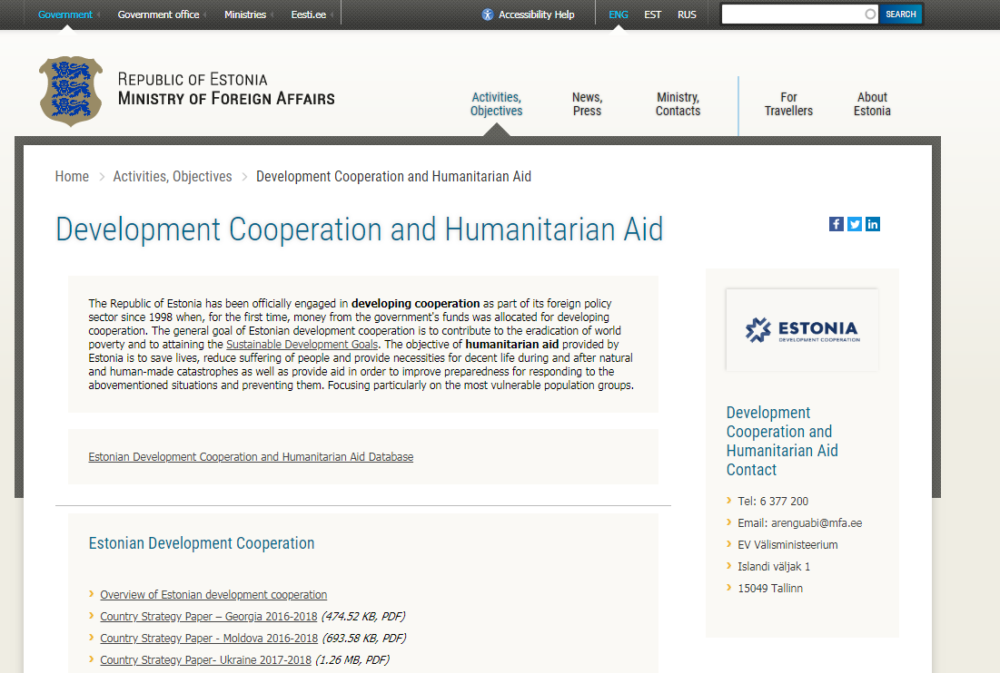 Government Government office Ministries Eesti.ee Accessibility Help ENG EST RUS SEARCH
REPUBLIC OF ESTONIA
MINISTRY OF FOREIGN AFFAIRS
Activities, Objectives
News, Press
Ministry, Contacts
For Travellers
About Estonia
Home > Activities, Objectives > Development Cooperation and Humanitarian Aid
Development Cooperation and Humanitarian Aid
The Republic of Estonia has been officially engaged in developing cooperation as part of its foreign policy
sector since 1998 when, for the first time, money from the government's funds was allocated for developing
cooperation. The general goal of Estonian development cooperation is to contribute to the eradication of world
poverty and to attaining the Sustainable Development Goals. The objective of humanitarian aid provided by
Estonia is to save lives, reduce suffering of people and provide necessities for decent life during and after natural
and human-made catastrophes as well as provide aid in order to improve preparedness for responding to the
abovementioned situations and preventing them. Focusing particularly on the most vulnerable population groups.
Estonian Development Cooperation and Humanitarian Aid Database
Estonian Development Cooperation
Overview of Estonian development cooperation
Country Strategy Paper – Georgia 2016-2018 (474.52 KB, PDF)
Country Strategy Paper - Moldova 2016-2018 (693.58 KB, PDF)
Country Strategy Paper- Ukraine 2017-2018 (1.26 MB, PDF)
ESTONIA
DEVELOPMENT COOPERATION
Development
Cooperation and
Humanitarian Aid
Contact
Tel: 6 377 200
Email: arenguabi@mfa.ee
EV Välisministeerium
Islandi väljak 1
15049 Tallinn